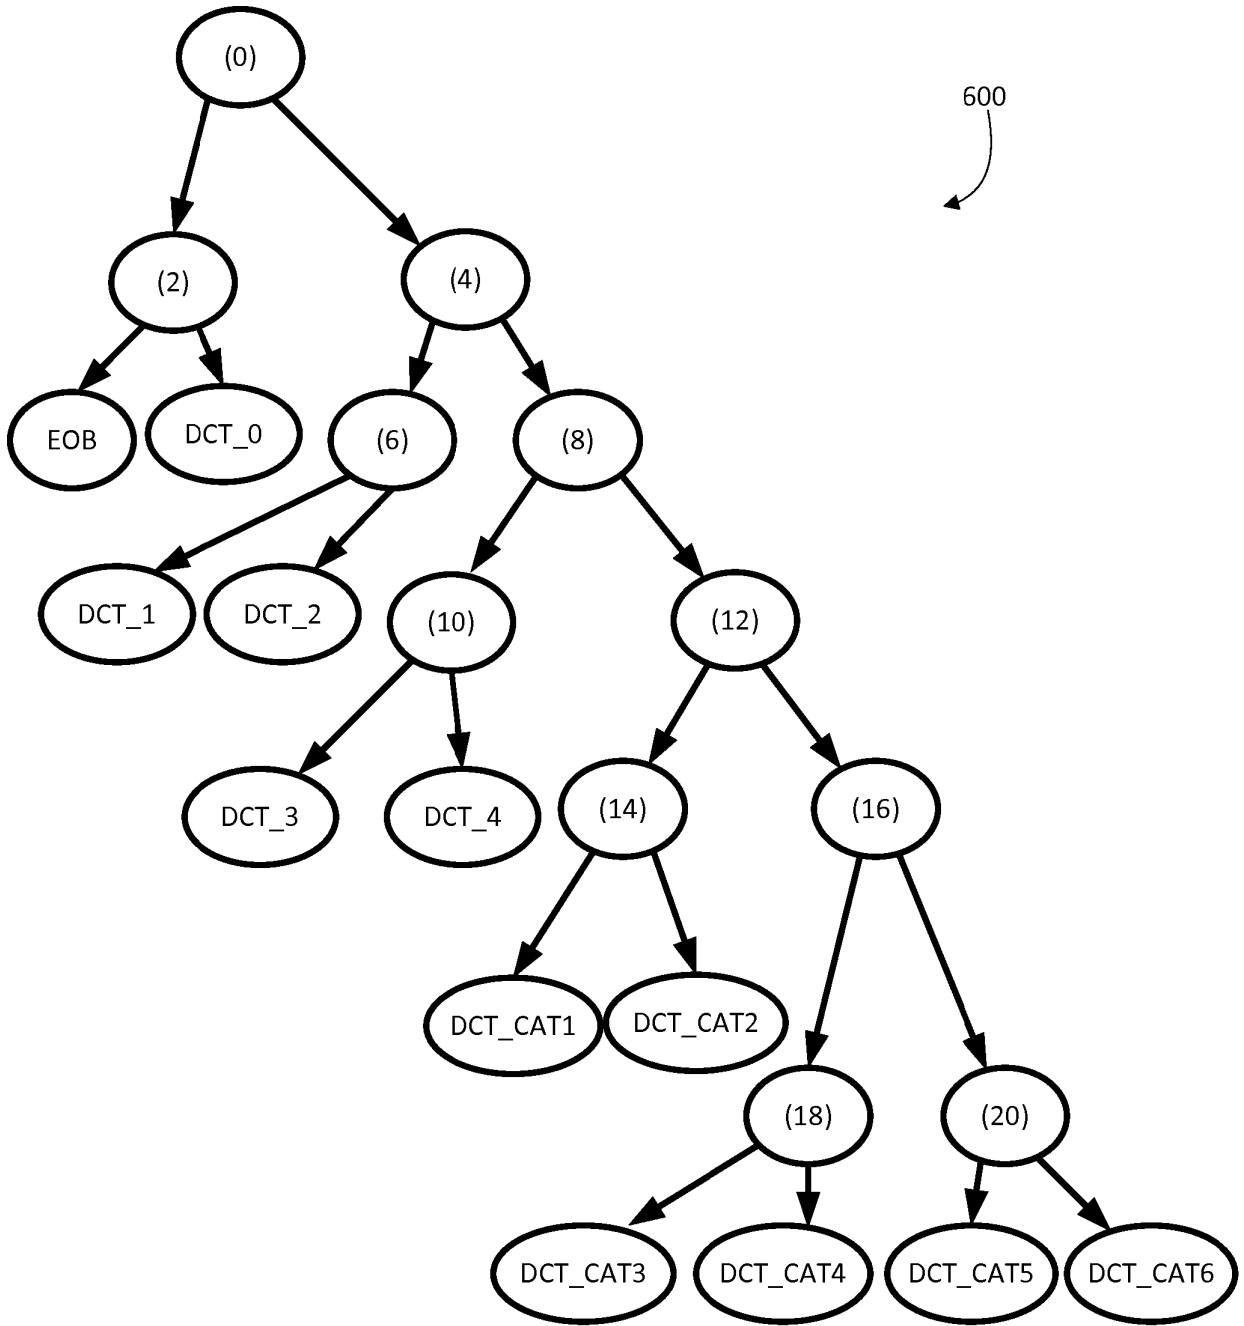 (0)
600
(2)
(4)
EOB
DCT_0
(6)
(8)
DCT_1
DCT_2
(10)
(12)
DCT_3
DCT_4
(14)
(16)
DCT_CAT1
DCT_CAT2
(18)
(20)
DCT_CAT3
DCT_CAT4
DCT_CAT5
DCT_CAT6